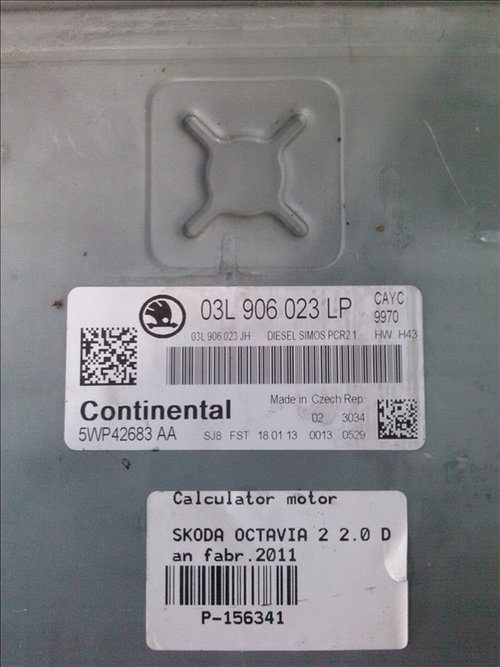 03L 906 023 LP
CAYC
9970
03L 906 023 JH DIESEL SIMOS PCR2.1 HW H43
Continental
Made in Czech Rep
02 3034
5WP42683 AA SJ8 FST 18 01 13 0013 0529
Calculator motor
SKODA OCTAVIA 2 2.0 D
an fabr.2011
P-156341